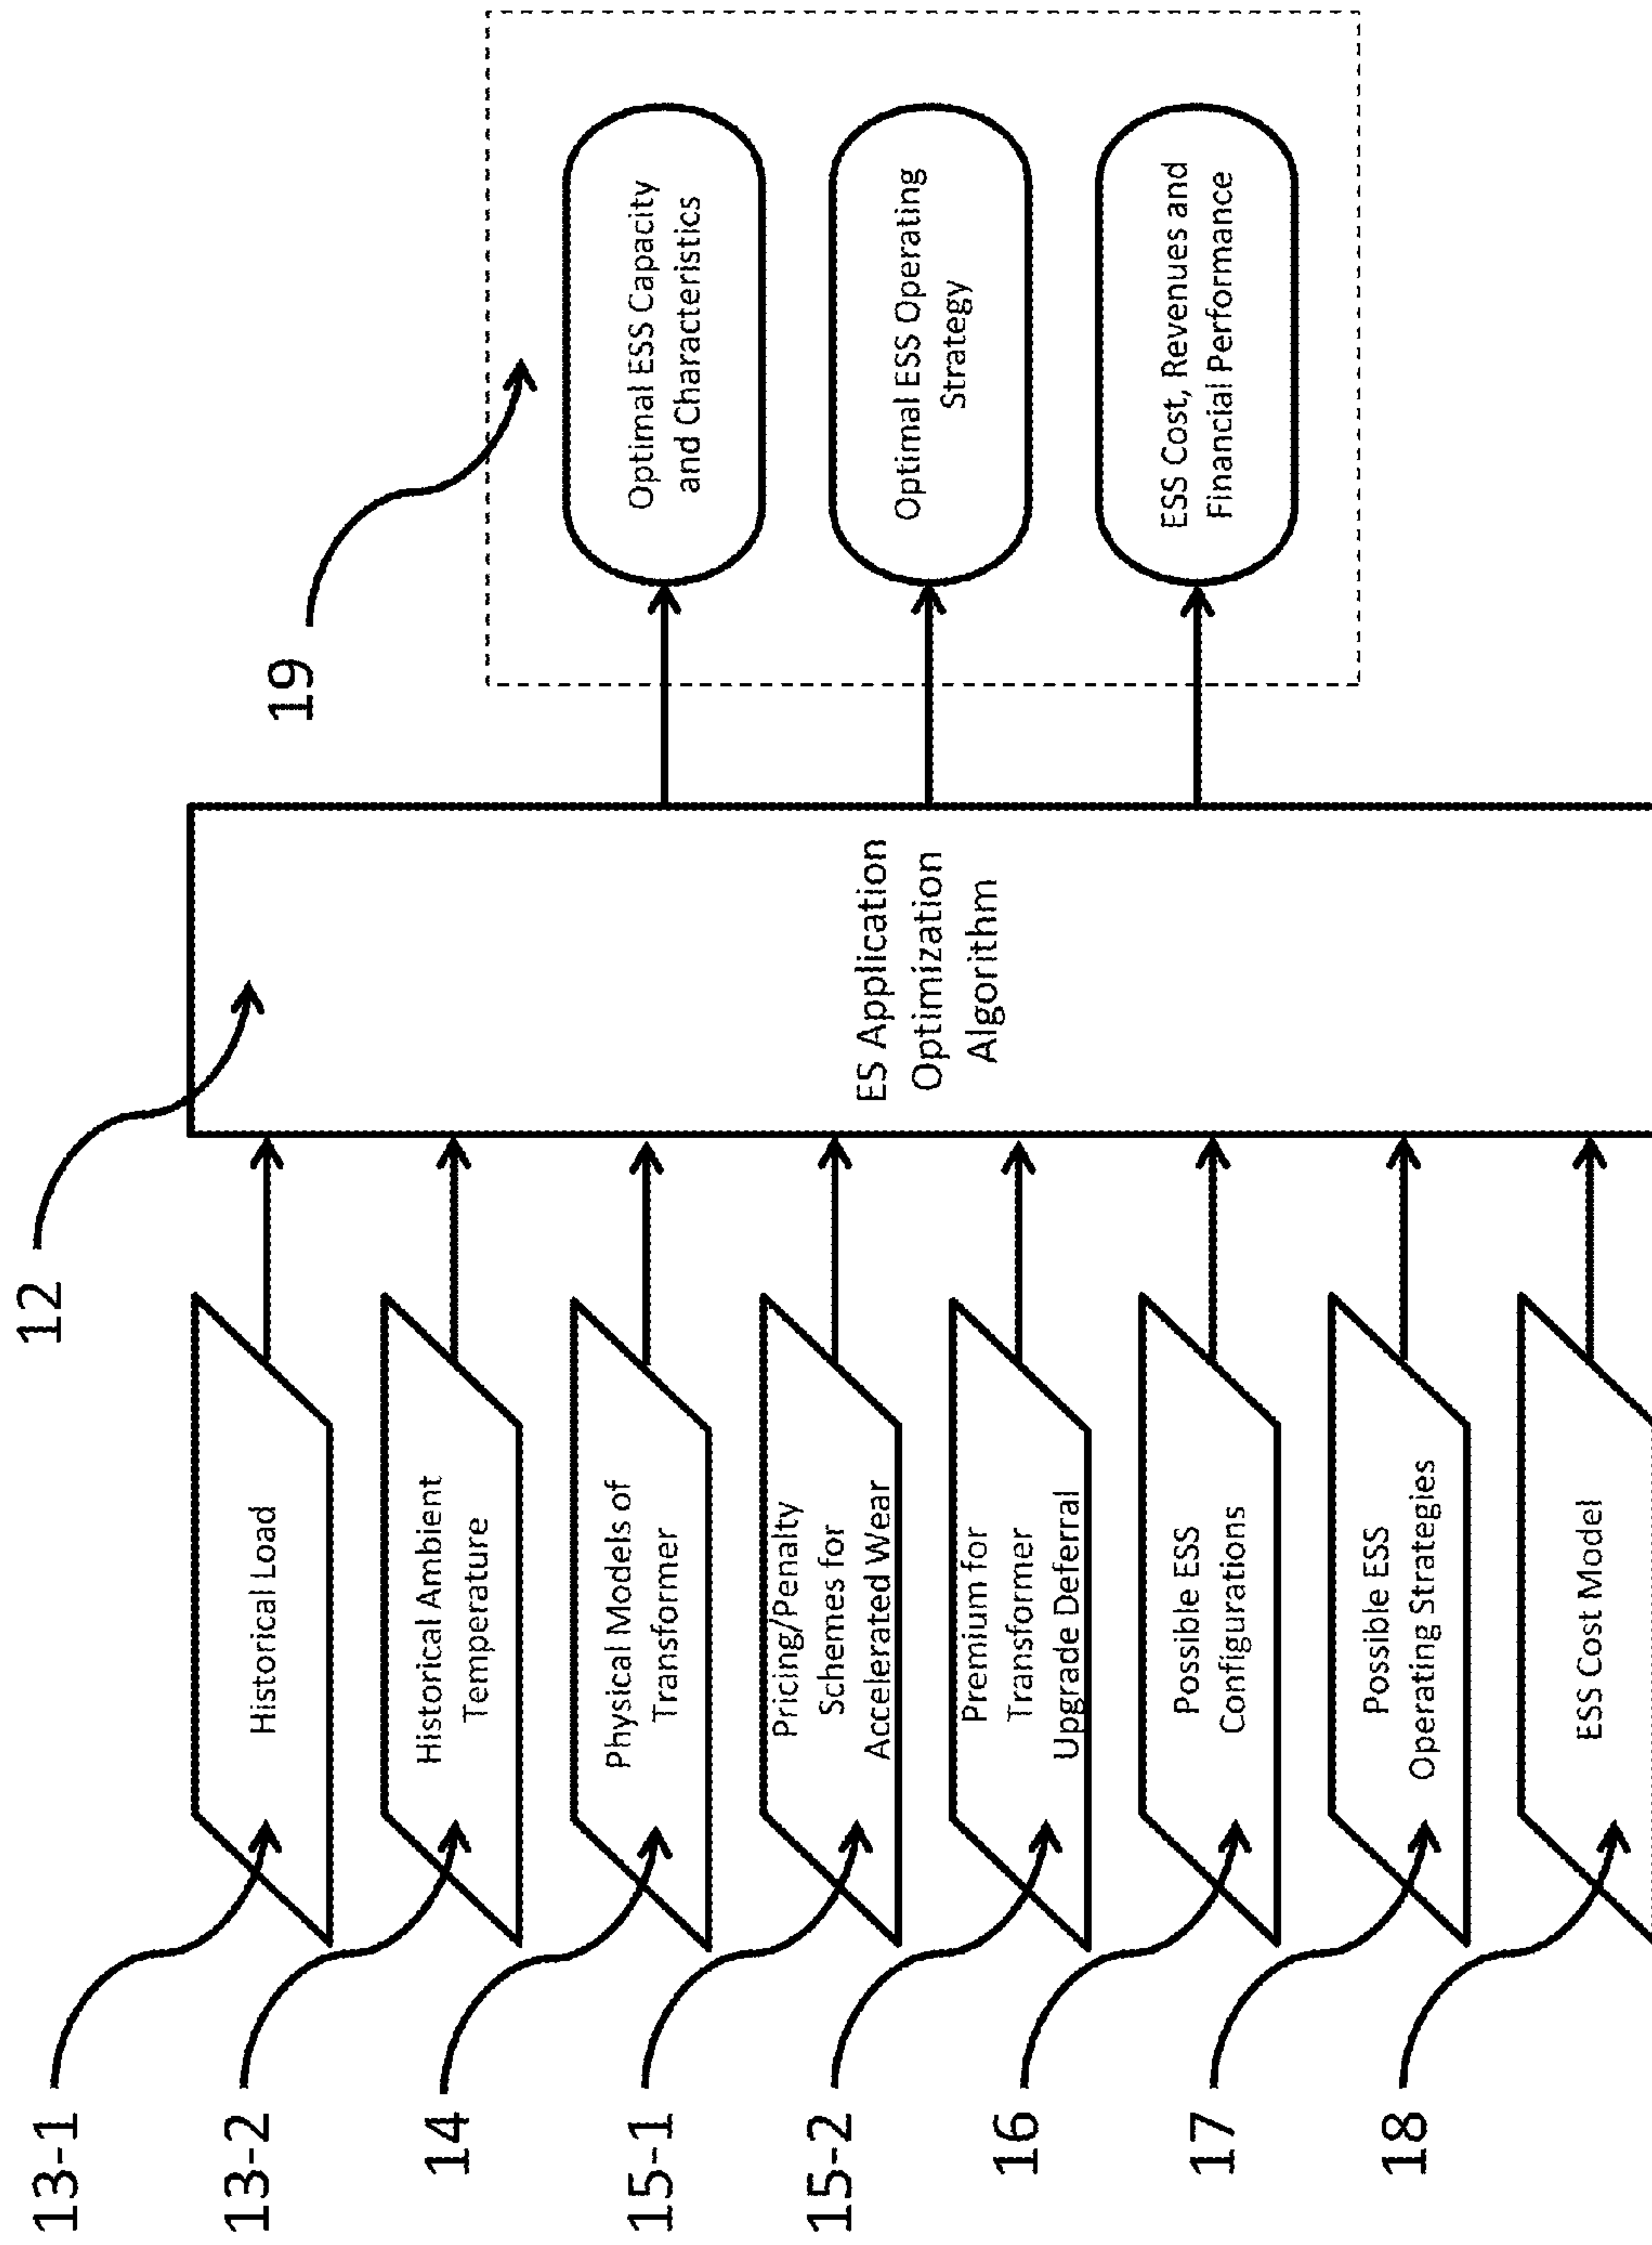 12
19
13-1
Historical Load
13-2
Historical Ambient
Temperature
14
Physical Models of
Transformer
15-1
Pricing/Penalty
Schemes for
Accelerated Wear
15-2
Premium for
Transformer
Upgrade Deferral
16
Possible ESS
Configurations
17
Possible ESS
Operating Strategies
18
ESS Cost Model
ES Application
Optimization
Algorithm
Optimal ESS Capacity
and Characteristics
Optimal ESS Operating
Strategy
ESS Cost, Revenues and
Financial Performance